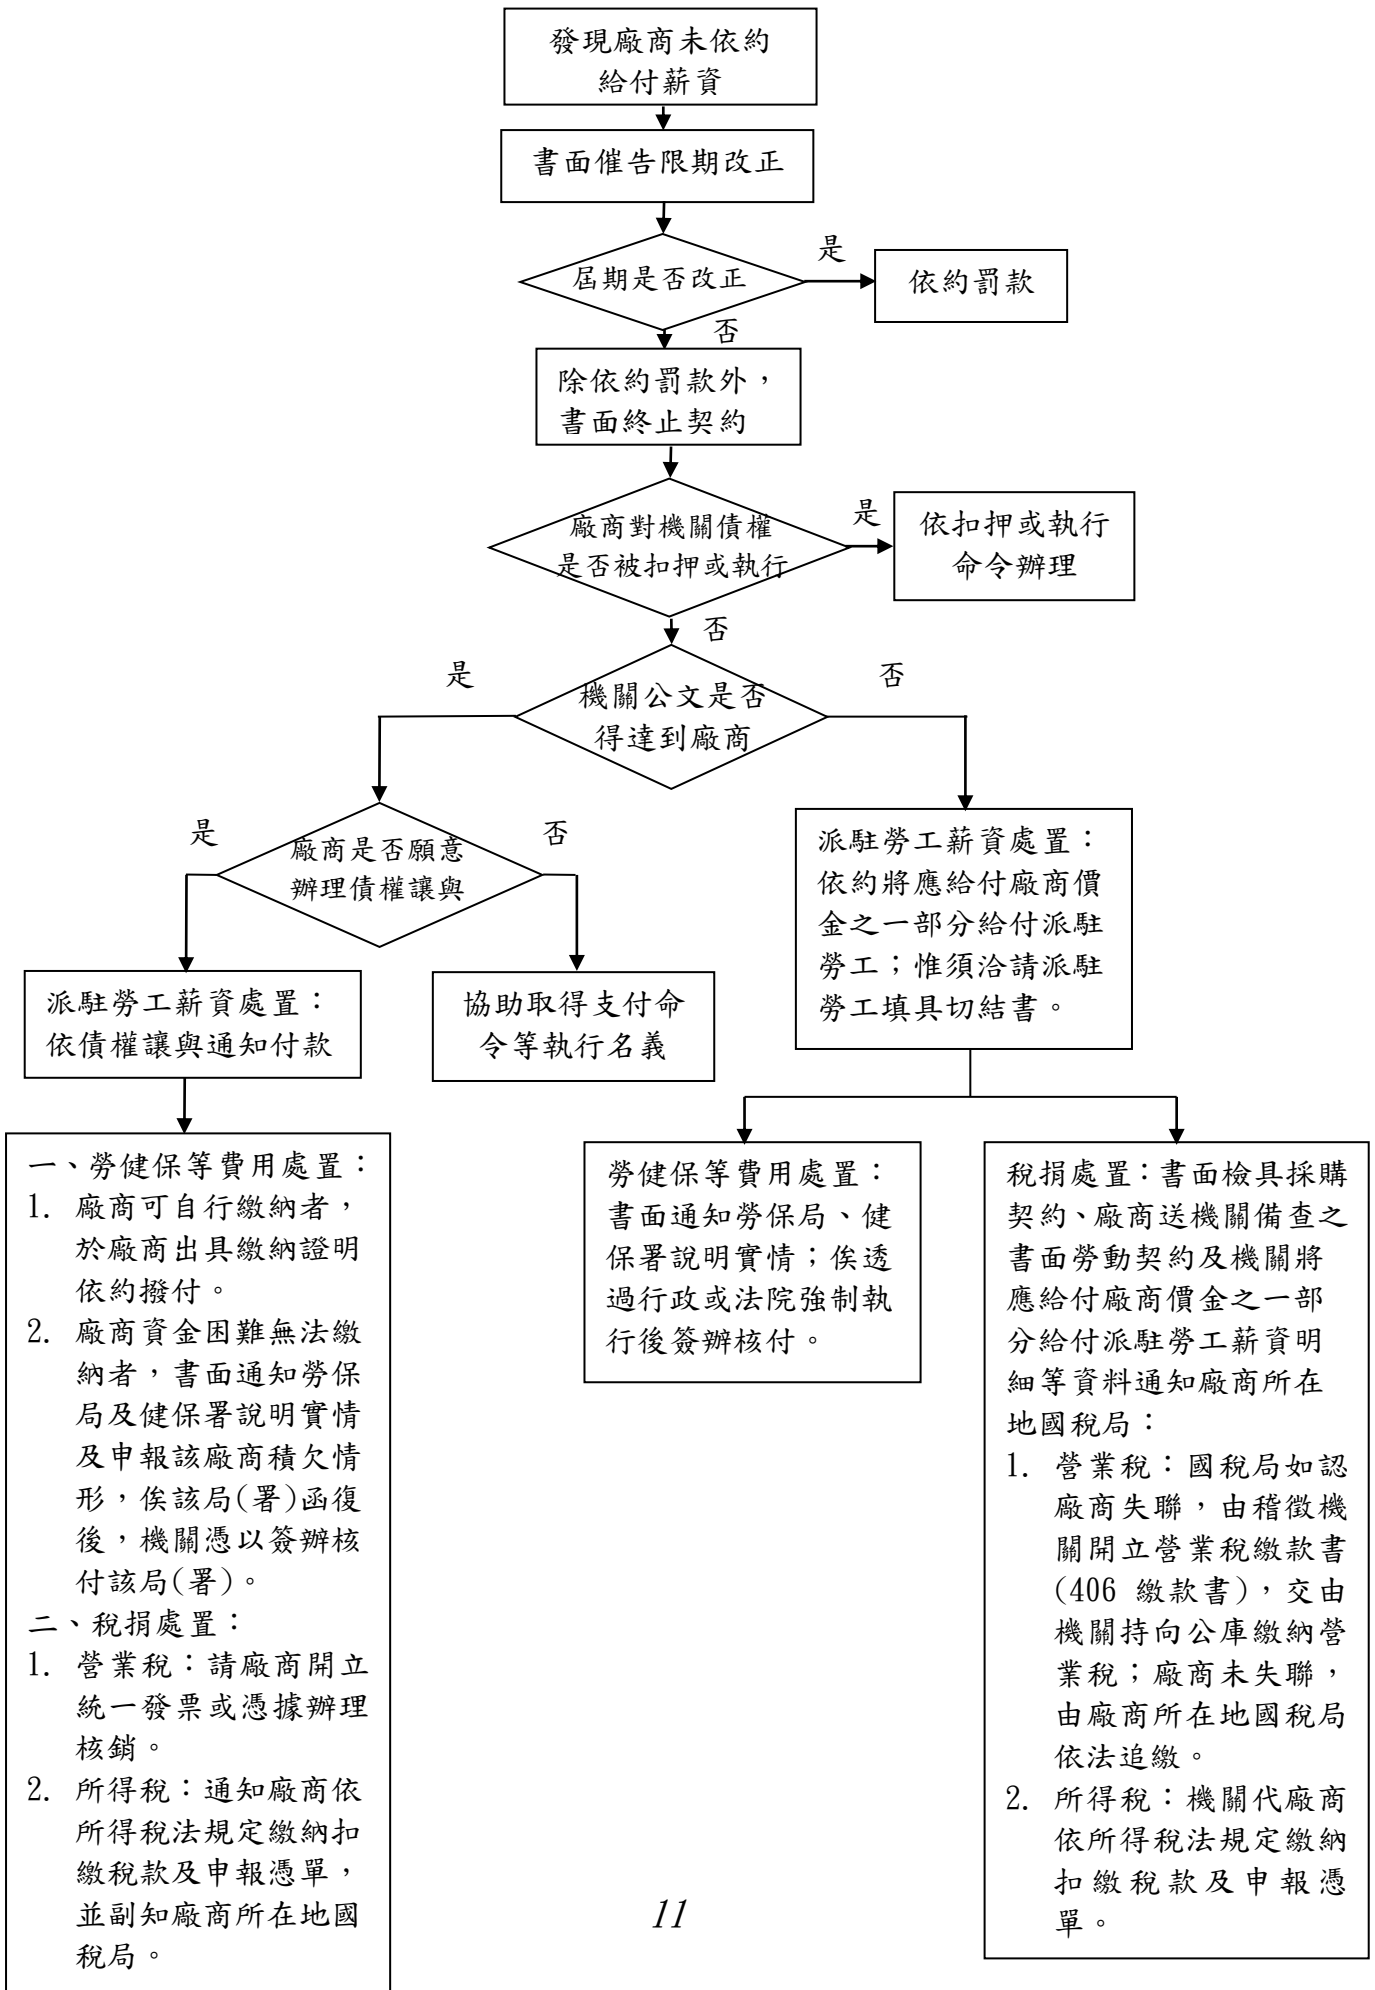 發現廠商未依約
給付薪資
書面催告限期改正
屆期是否改正
是
依約罰款
否
除依約罰款外，
書面終止契約
廠商對機關債權
是否被扣押或執行
是
依扣押或執行
命令辦理
否
機關公文是否
得達到廠商
是
否
廠商是否願意
辦理債權讓與
是
否
派駐勞工薪資處置：
依約將應給付廠商價
金之一部分給付派駐
勞工；惟須洽請派駐
勞工填具切結書。
派駐勞工薪資處置：
依債權讓與通知付款
協助取得支付命
令等執行名義
一、勞健保等費用處置：
1. 廠商可自行繳納者，
於廠商出具繳納證明
依約撥付。
2. 廠商資金困難無法繳
納者，書面通知勞保
局及健保署說明實情
及申報該廠商積欠情
形，俟該局(署)函復
後，機關憑以簽辦核
付該局(署)。
二、稅捐處置：
1. 營業稅：請廠商開立
統一發票或憑據辦理
核銷。
2. 所得稅：通知廠商依
所得稅法規定繳納扣
繳稅款及申報憑單，
並副知廠商所在地國
稅局。
勞健保等費用處置：
書面通知勞保局、健
保署說明實情；俟透
過行政或法院強制執
行後簽辦核付。
稅捐處置：書面檢具採購
契約、廠商送機關備查之
書面勞動契約及機關將
應給付廠商價金之一部
分給付派駐勞工薪資明
細等資料通知廠商所在
地國稅局：
1. 營業稅：國稅局如認
廠商失聯，由稽徵機
關開立營業稅繳款書
(406 繳款書)，交由
機關持向公庫繳納營
業稅；廠商未失聯，
由廠商所在地國稅局
依法追繳。
2. 所得稅：機關代廠商
依所得稅法規定繳納
扣繳稅款及申報憑
單。
11